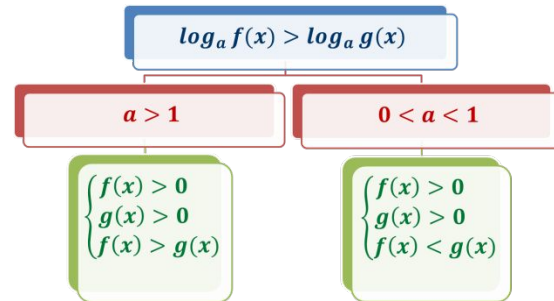 log_a f(x) > log_a g(x)
a > 1
0 < a < 1
f(x) > 0
g(x) > 0
f(x) > g(x)
f(x) > 0
g(x) > 0
f(x) < g(x)